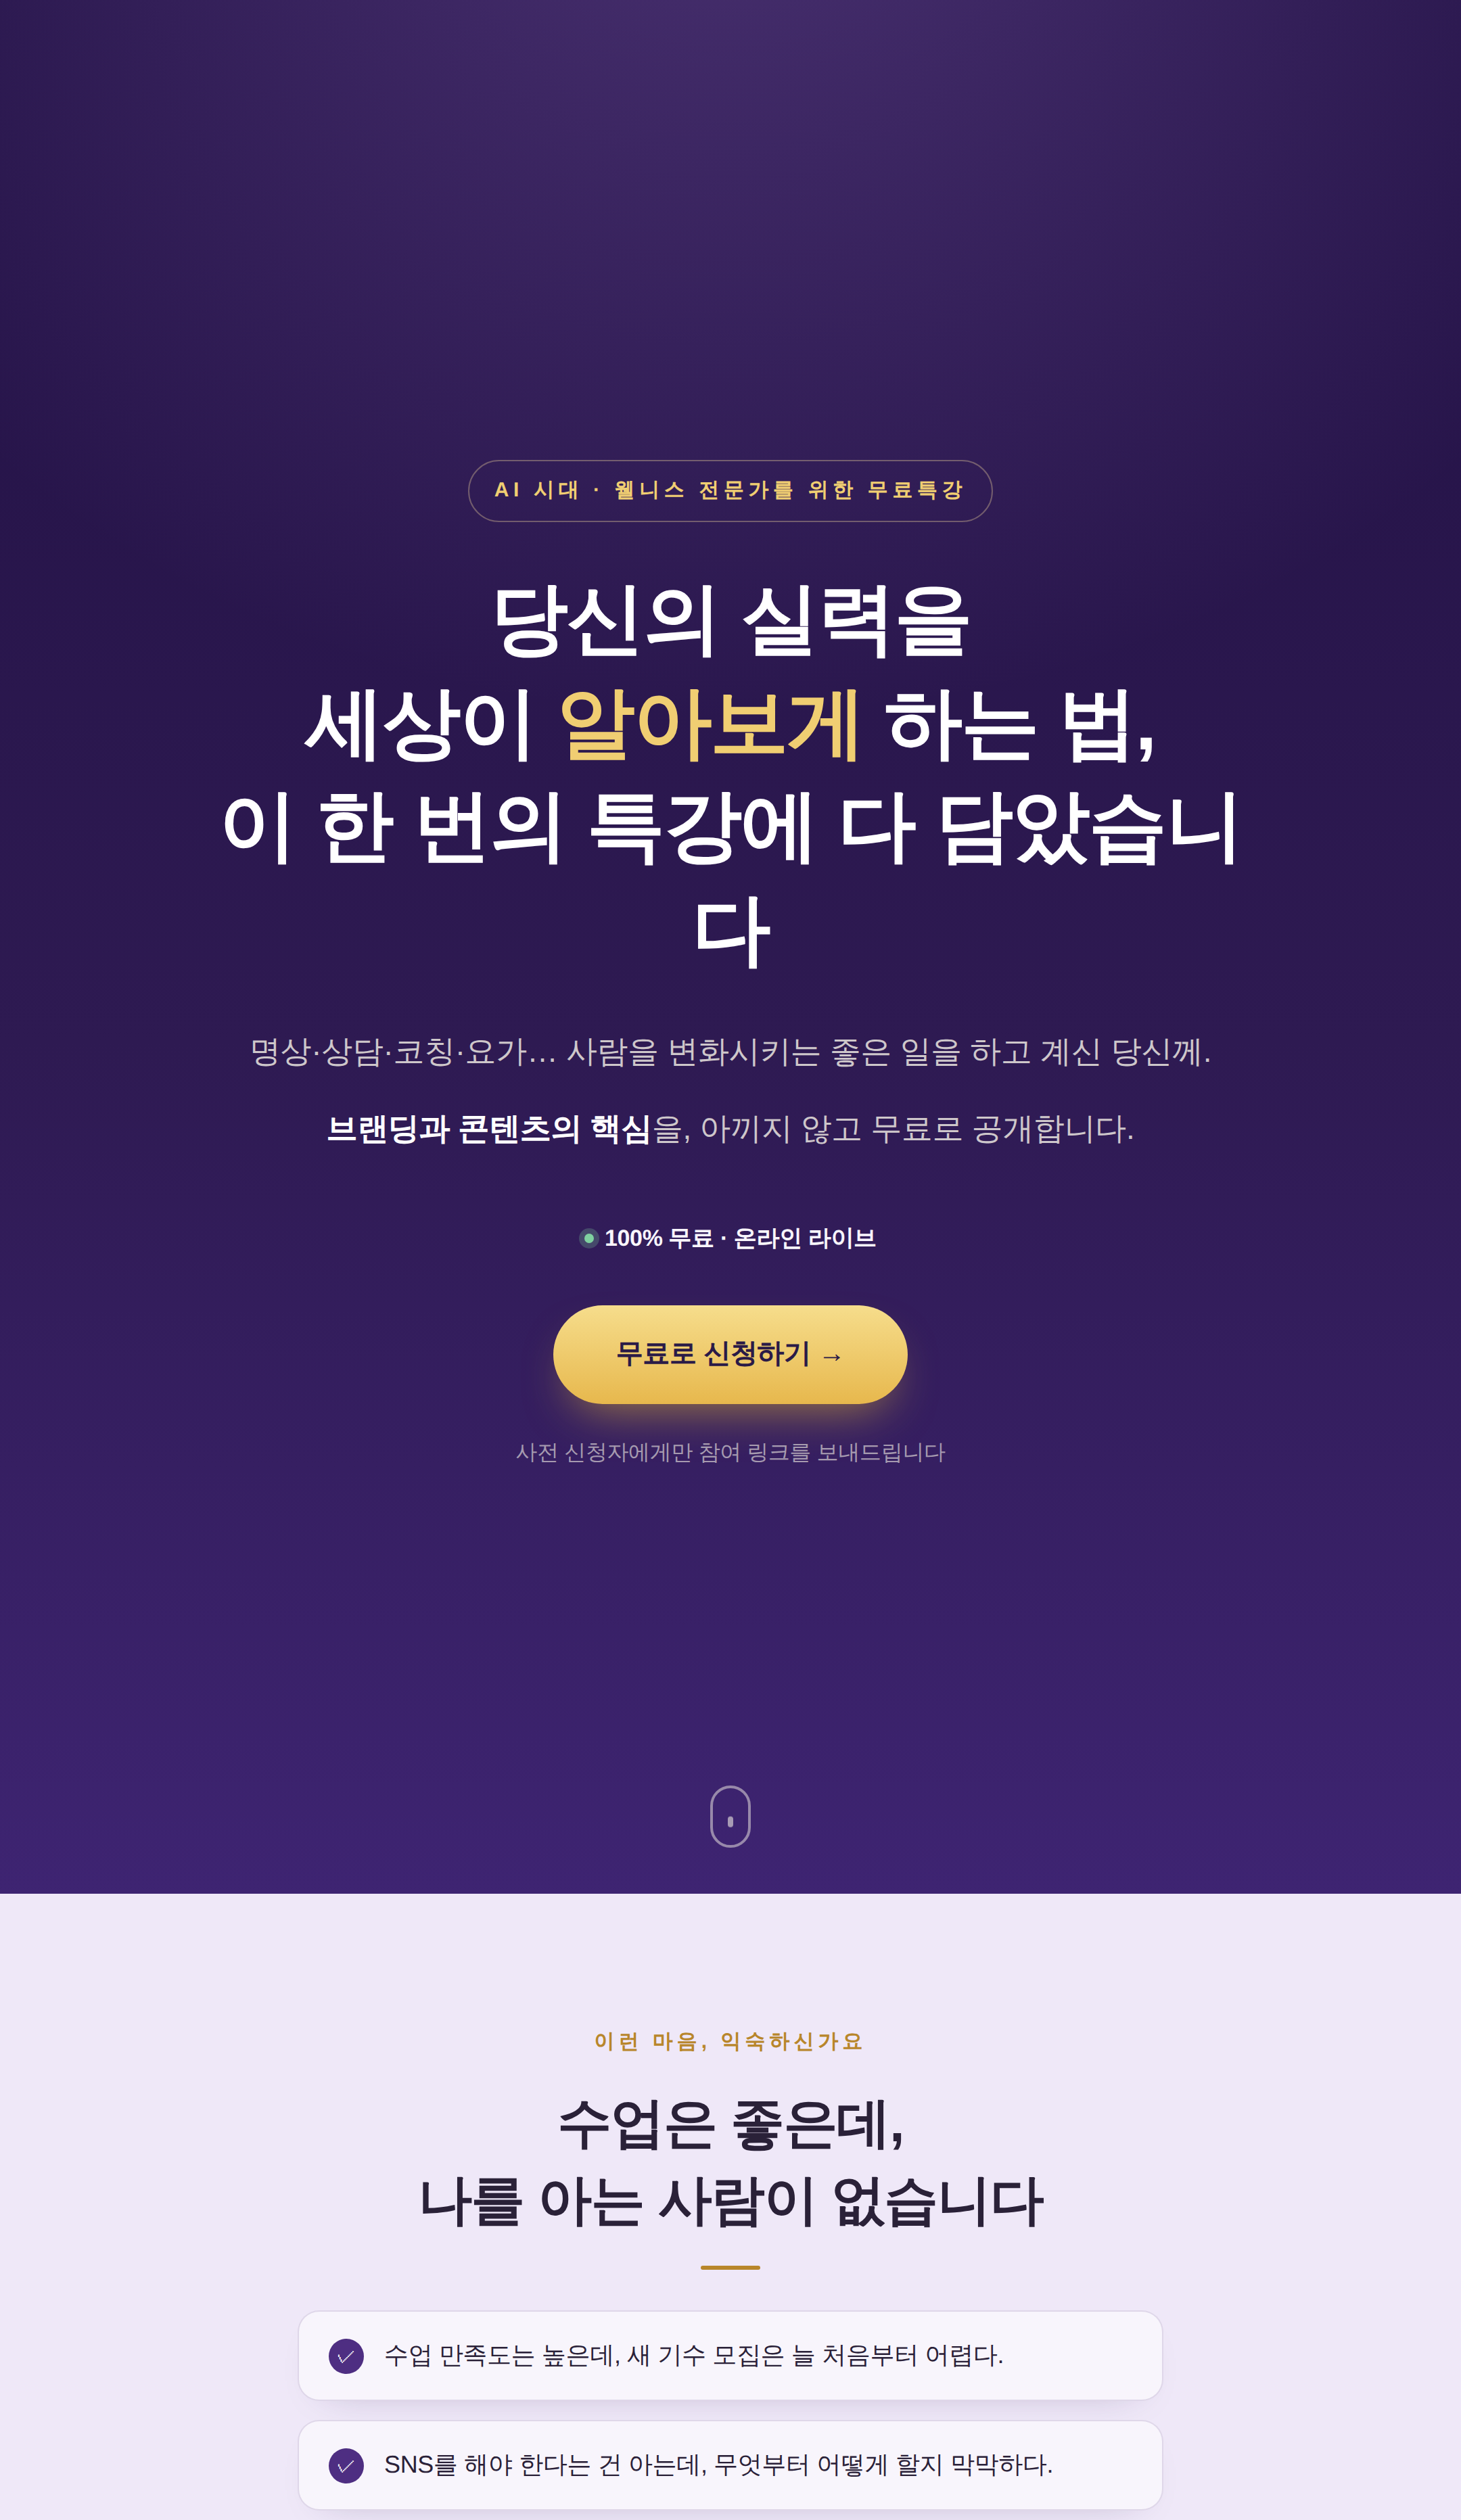 AI 시대 · 웰니스 전문가를 위한 무료특강
당신의 실력을
세상이 알아보게 하는 법,
이 한 번의 특강에 다 담았습니
다
명상·상담·코칭·요가… 사람을 변화시키는 좋은 일을 하고 계신 당신께.
브랜딩과 콘텐츠의 핵심을, 아끼지 않고 무료로 공개합니다.
100% 무료 · 온라인 라이브
무료로 신청하기 →
사전 신청자에게만 참여 링크를 보내드립니다
이런 마음, 익숙하신가요
수업은 좋은데,
나를 아는 사람이 없습니다
수업 만족도는 높은데, 새 기수 모집은 늘 처음부터 어렵다.
SNS를 해야 한다는 건 아는데, 무엇부터 어떻게 할지 막막하다.